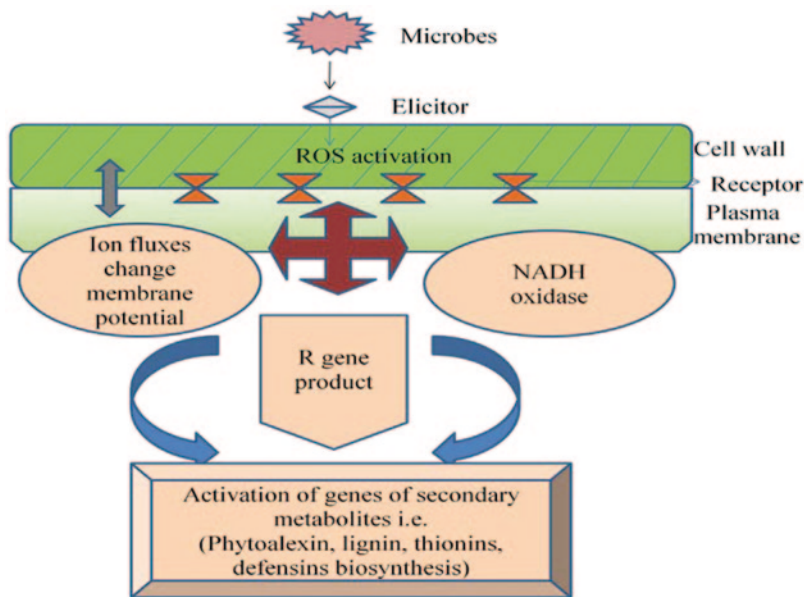 Microbes
Elicitor
ROS activation
Cell wall
Receptor
Plasma
membrane
Ion fluxes
change
membrane
potential
NADH
oxidase
R gene
product
Activation of genes of secondary
metabolites i.e.
(Phytoalexin, lignin, thionins,
defensins biosynthesis)